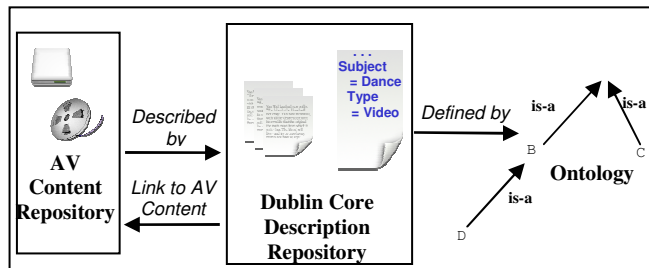 AV
Content
Repository
Described
by
Link to AV
Content
...
Subject
= Dance
Type
= Video
Dublin Core
Description
Repository
Defined by
is-a
is-a
B
C
Ontology
is-a
D